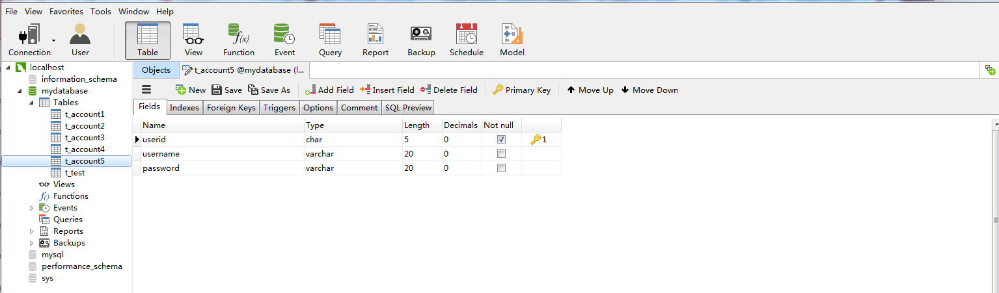 File View Favorites Tools Window Help
Connection User Table View Function Event Query Report Backup Schedule Model
localhost
information_schema
mydatabase
Tables
t_account1
t_account2
t_account3
t_account4
t_account5
t_test
Views
Functions
Events
Queries
Reports
Backups
mysql
performance_schema
sys
Objects t_account5 @mydatabase (l...
New Save Save As Add Field Insert Field Delete Field Primary Key Move Up Move Down
Fields Indexes Foreign Keys Triggers Options Comment SQL Preview
Name Type Length Decimals Not null
userid char 5 0 1
username varchar 20 0
password varchar 20 0